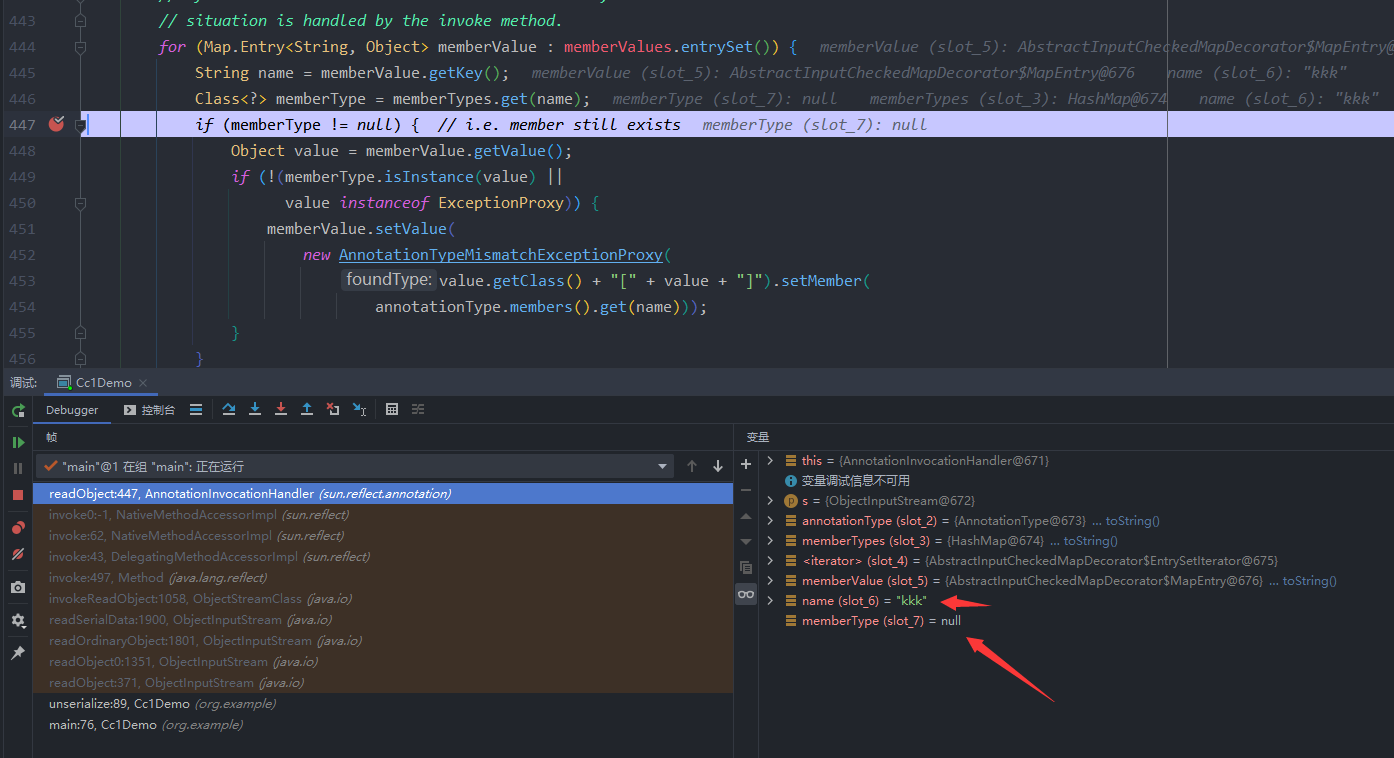 443 // situation is handled by the invoke method.
444 for (Map.Entry<String, Object> memberValue : memberValues.entrySet()) { memberValue (slot_5): AbstractInputCheckedMapDecorator$MapEntry@
445 String name = memberValue.getKey(); memberValue (slot_5): AbstractInputCheckedMapDecorator$MapEntry@676 name (slot_6): "kkk"
446 Class<?> memberType = memberTypes.get(name); memberType (slot_7): null memberTypes (slot_3): HashMap@674 name (slot_6): "kkk"
447 if (memberType != null) { // i.e. member still exists memberType (slot_7): null
448 Object value = memberValue.getValue();
449 if (!(memberType.isInstance(value) ||
450 value instanceof ExceptionProxy)) {
451 memberValue.setValue(
452 new AnnotationTypeMismatchExceptionProxy(
453 foundType: value.getClass() + "[" + value + "]").setMember(
454 annotationType.members().get(name)));
455 }
456 }
调试: Cc1Demo
Debugger 控制台
帧
"main"@1 在组 "main": 正在运行
readObject:447, AnnotationInvocationHandler (sun.reflect.annotation)
invoke0:-1, NativeMethodAccessorImpl (sun.reflect)
invoke:62, NativeMethodAccessorImpl (sun.reflect)
invoke:43, DelegatingMethodAccessorImpl (sun.reflect)
invoke:497, Method (java.lang.reflect)
invokeReadObject:1058, ObjectStreamClass (java.io)
readSerialData:1900, ObjectInputStream (java.io)
readOrdinaryObject:1801, ObjectInputStream (java.io)
readObject0:1351, ObjectInputStream (java.io)
readObject:371, ObjectInputStream (java.io)
unserialize:89, Cc1Demo (org.example)
main:76, Cc1Demo (org.example)
变量
this = {AnnotationInvocationHandler@671}
变量调试信息不可用
s = {ObjectInputStream@672}
annotationType (slot_2) = {AnnotationType@673} ... toString()
memberTypes (slot_3) = {HashMap@674} ... toString()
<iterator> (slot_4) = {AbstractInputCheckedMapDecorator$EntrySetIterator@675}
memberValue (slot_5) = {AbstractInputCheckedMapDecorator$MapEntry@676} ... toString()
name (slot_6) = "kkk"
memberType (slot_7) = null